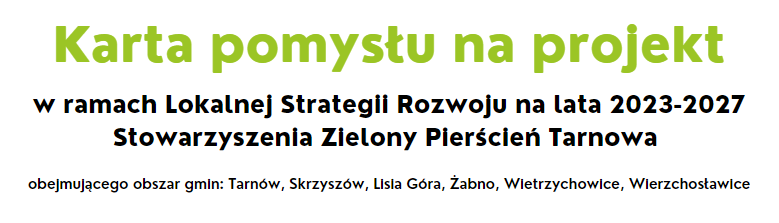 Karta pomysłu na projekt
w ramach Lokalnej Strategii Rozwoju na lata 2023-2027
Stowarzyszenia Zielony Pierścień Tarnowa
obejmującego obszar gmin: Tarnów, Skrzyszów, Lisia Góra, Żabno, Wietrzychowice, Wierzchosławice